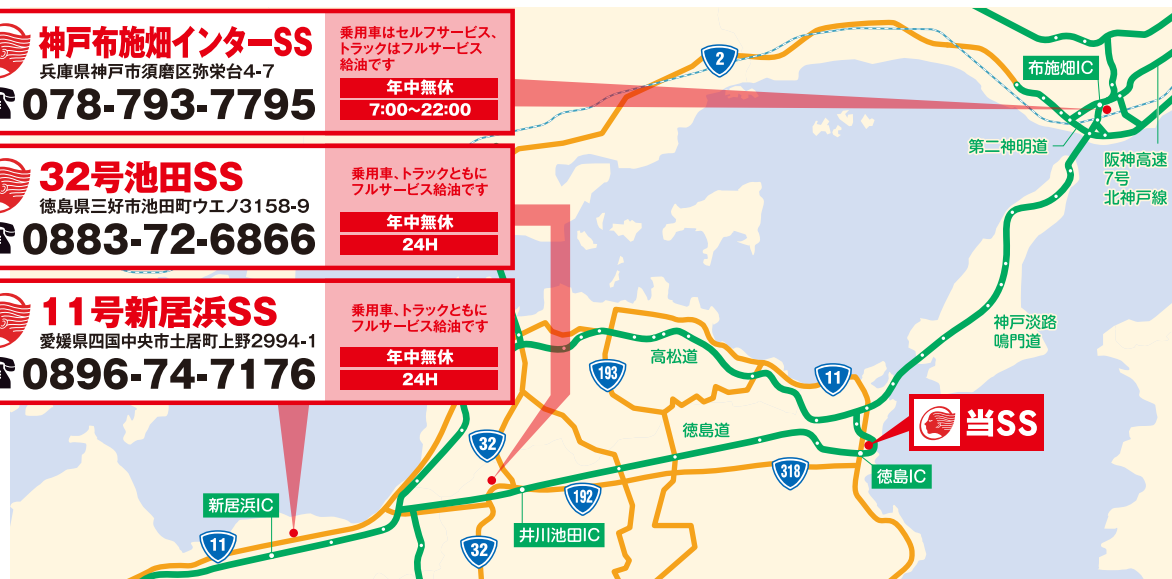 神戸布施畑インターSS
兵庫県神戸市須磨区弥栄台4-7
☎078-793-7795
乗用車はセルフサービス、
トラックはフルサービス
給油です
年中無休
7:00~22:00
32号池田SS
徳島県三好市池田町ウエノ3158-9
☎0883-72-6866
乗用車、トラックともに
フルサービス給油です
年中無休
24H
11号新居浜SS
愛媛県四国中央市土居町上野2994-1
☎0896-74-7176
乗用車、トラックともに
フルサービス給油です
年中無休
24H
2
布施畑IC
第二神明道
阪神高速
7号
北神戸線
神戸淡路
鳴門道
高松道
193
11
当SS
徳島道
32
318
徳島IC
192
新居浜IC
井川池田IC
11
32